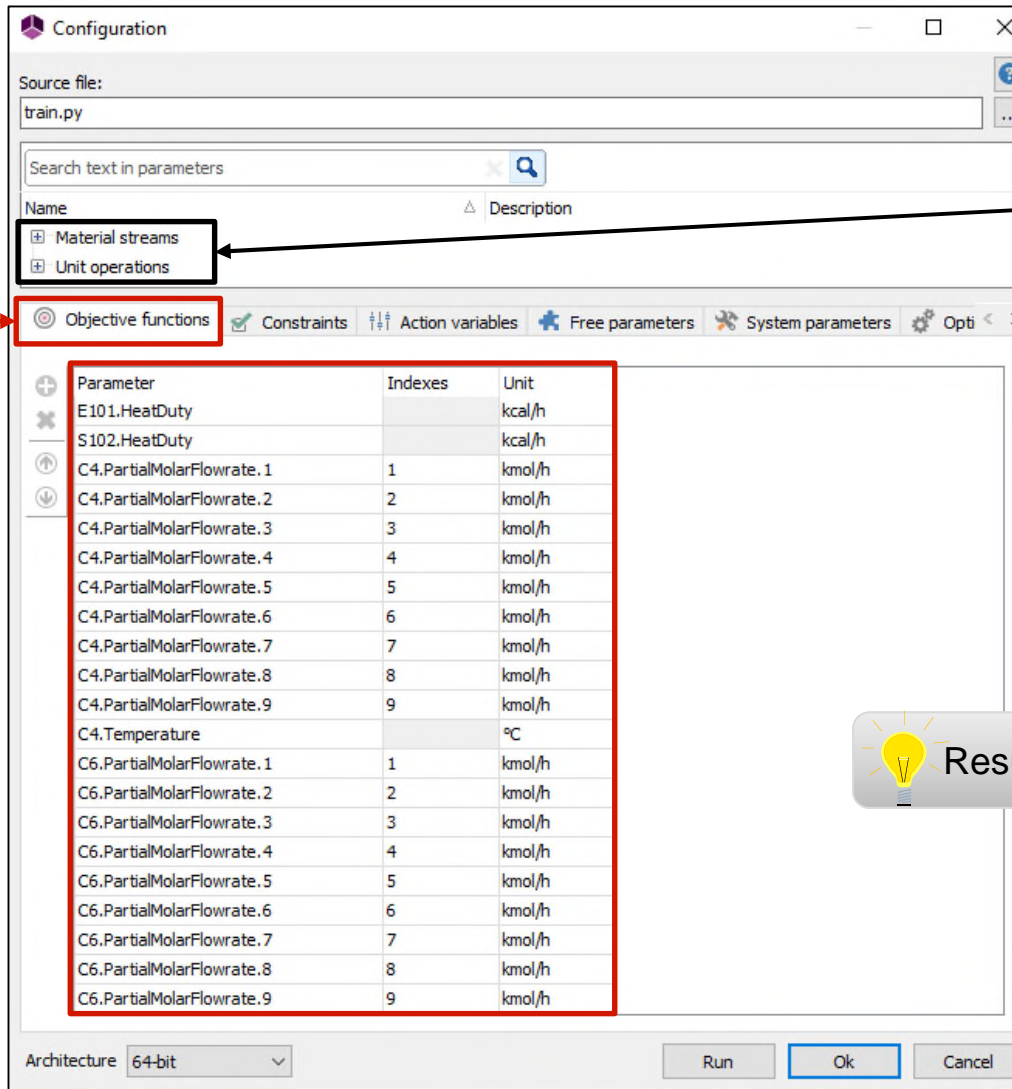 Configuration
Source file:
train.py
Search text in parameters
Name Description
Material streams
Unit operations
Objective functions Constraints Action variables Free parameters System parameters Opti
Parameter Indexes Unit
E101.HeatDuty kcal/h
S102.HeatDuty kcal/h
C4.PartialMolarFlowrate.1 1 kmol/h
C4.PartialMolarFlowrate.2 2 kmol/h
C4.PartialMolarFlowrate.3 3 kmol/h
C4.PartialMolarFlowrate.4 4 kmol/h
C4.PartialMolarFlowrate.5 5 kmol/h
C4.PartialMolarFlowrate.6 6 kmol/h
C4.PartialMolarFlowrate.7 7 kmol/h
C4.PartialMolarFlowrate.8 8 kmol/h
C4.PartialMolarFlowrate.9 9 kmol/h
C4.Temperature ºC
C6.PartialMolarFlowrate.1 1 kmol/h
C6.PartialMolarFlowrate.2 2 kmol/h
C6.PartialMolarFlowrate.3 3 kmol/h
C6.PartialMolarFlowrate.4 4 kmol/h
C6.PartialMolarFlowrate.5 5 kmol/h
C6.PartialMolarFlowrate.6 6 kmol/h
C6.PartialMolarFlowrate.7 7 kmol/h
C6.PartialMolarFlowrate.8 8 kmol/h
C6.PartialMolarFlowrate.9 9 kmol/h
Architecture 64-bit Run Ok Cancel